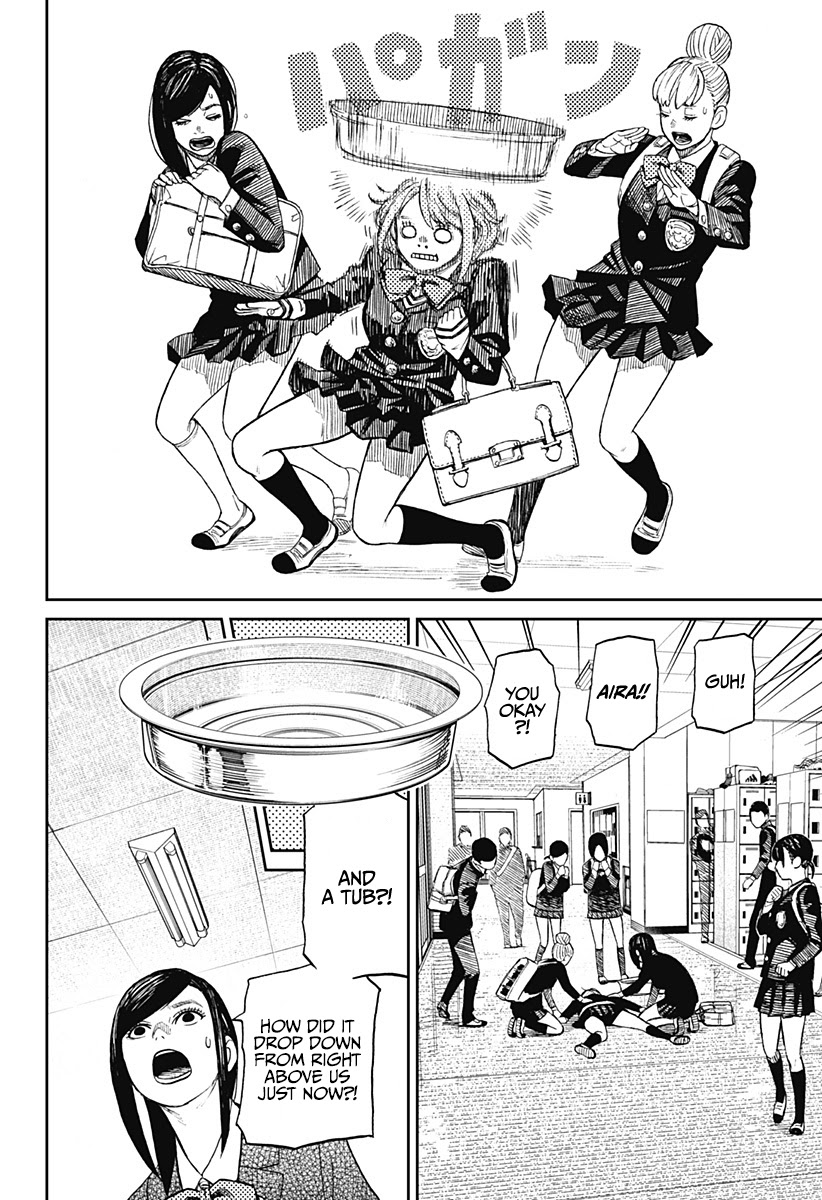 パガン
GUH!
AIRA!!
YOU
OKAY
?!
AND
A TUB?!
HOW DID IT
DROP DOWN
FROM RIGHT
ABOVE US
JUST NOW?!